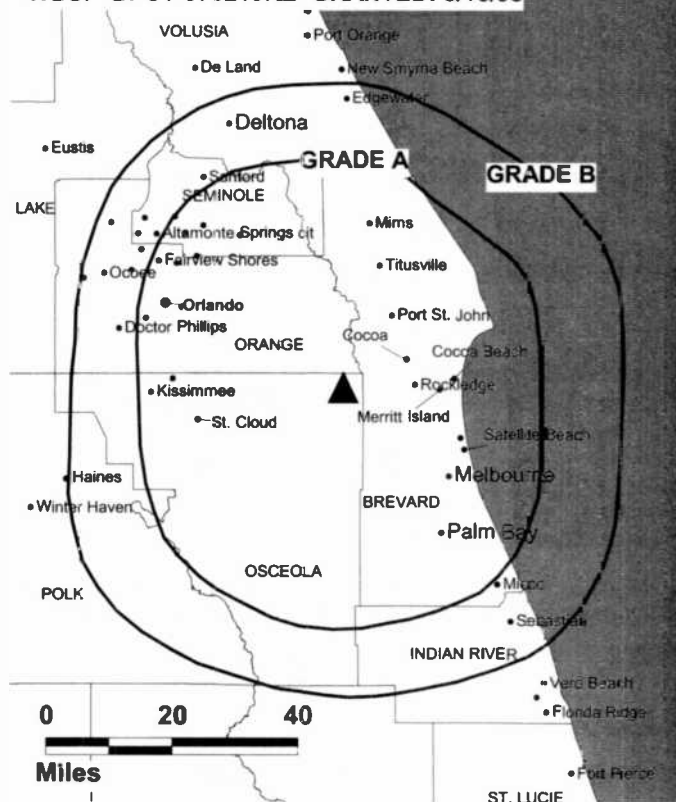 VOLUSIA
Port Orange
De Land
New Smyrna Beach
Edgewater
Deltona
Eustis
GRADE A
Sanford
GRADE B
SEMINOLE
LAKE
Mims
Altamonte Springs cit
Fairview Shores
Titusville
Ocoee
Orlando
Port St. John
Doctor Phillips
Cocoa
ORANGE
Cocoa Beach
Rockledge
Kissimmee
Merritt Island
St. Cloud
Satellite Beach
Haines
Melbourne
Winter Haven
BREVARD
Palm Bay
OSCEOLA
Micco
POLK
Sebastian
INDIAN RIVER
Vero Beach
0 20 40
Florida Ridge
Miles
Fort Pierce
ST. LUCIE